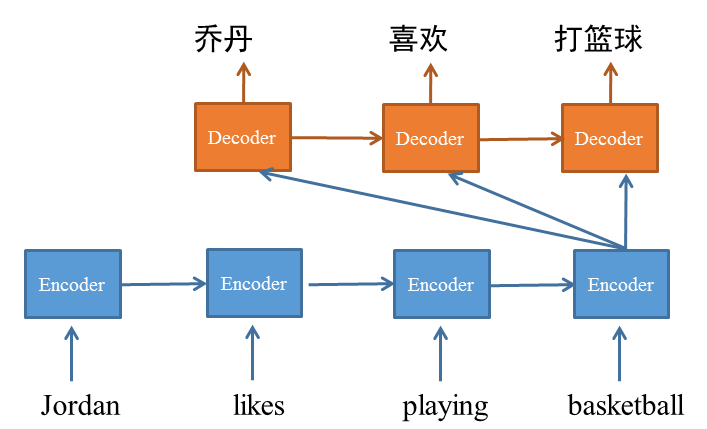 乔丹 喜欢 打篮球
Decoder Decoder Decoder
Encoder Encoder Encoder Encoder
Jordan likes playing basketball